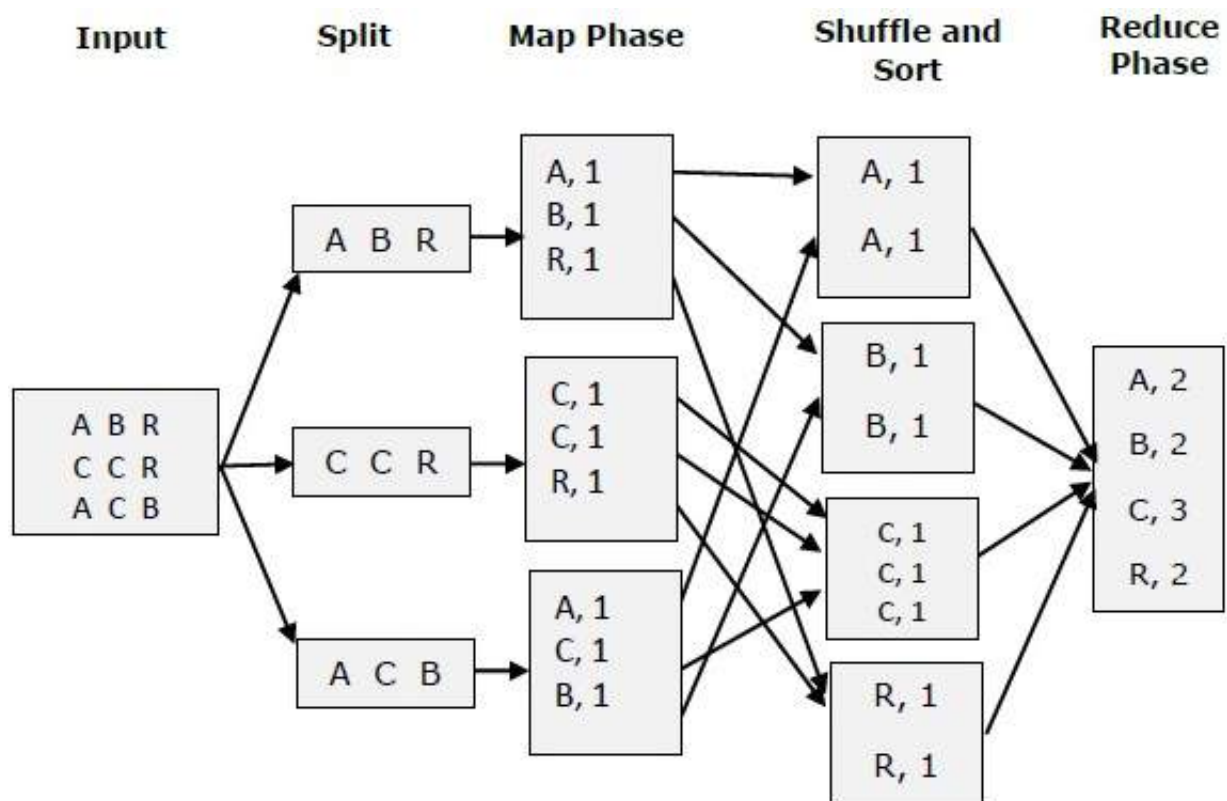 Input
Split
Map Phase
Shuffle and
Sort
Reduce
Phase
A B R
C C R
A C B
A B R
C C R
A C B
A, 1
B, 1
R, 1
C, 1
C, 1
R, 1
A, 1
C, 1
B, 1
A, 1
A, 1
B, 1
B, 1
C, 1
C, 1
C, 1
R, 1
R, 1
A, 2
B, 2
C, 3
R, 2